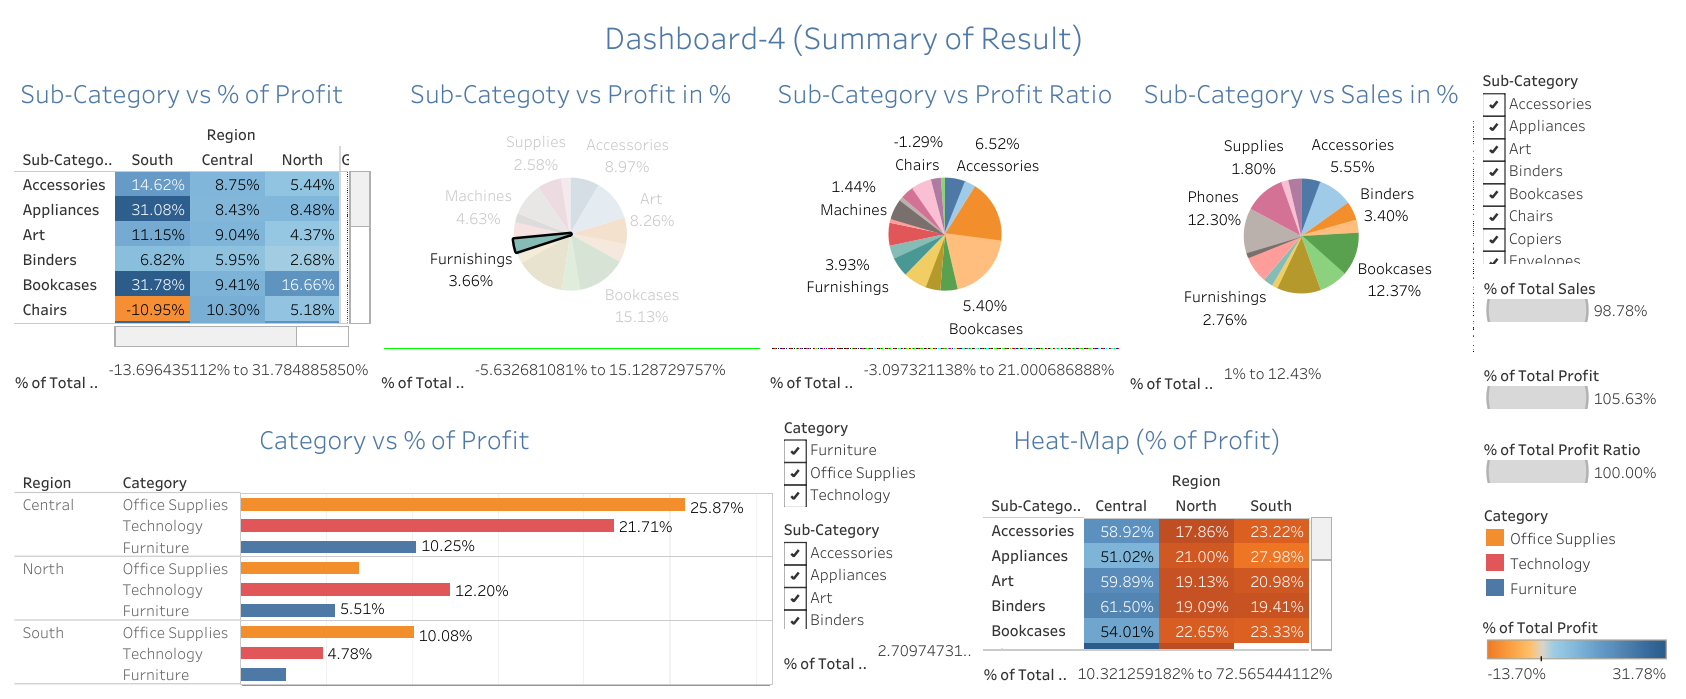 Dashboard-4 (Summary of Result)
Sub-Category vs % of Profit
Region
Sub-Catego.. South Central North G
Accessories 14.62% 8.75% 5.44%
Appliances 31.08% 8.43% 8.48%
Art 11.15% 9.04% 4.37%
Binders 6.82% 5.95% 2.68%
Bookcases 31.78% 9.41% 16.66%
Chairs -10.95% 10.30% 5.18%
% of Total ..
-13.696435112% to 31.784885850%
Sub-Categoty vs Profit in %
Supplies
2.58%
Accessories
8.97%
Machines
4.63%
Art
8.26%
Furnishings
3.66%
Bookcases
15.13%
% of Total ..
-5.632681081% to 15.128729757%
Sub-Category vs Profit Ratio
-1.29%
Chairs
6.52%
Accessories
1.44%
Machines
3.93%
Furnishings
5.40%
Bookcases
% of Total ..
-3.097321138% to 21.000686888%
Sub-Category vs Sales in %
Supplies
1.80%
Accessories
5.55%
Phones
12.30%
Binders
3.40%
Bookcases
12.37%
Furnishings
2.76%
% of Total ..
1% to 12.43%
Sub-Category
Accessories
Appliances
Art
Binders
Bookcases
Chairs
Copiers
Envelopes
% of Total Sales
98.78%
% of Total Profit
105.63%
% of Total Profit Ratio
100.00%
Category
Office Supplies
Technology
Furniture
% of Total Profit
-13.70% 31.78%
Category vs % of Profit
Region Category
Central Office Supplies 25.87%
Technology 21.71%
Furniture 10.25%
North Office Supplies
Technology 12.20%
Furniture 5.51%
South Office Supplies 10.08%
Technology 4.78%
Furniture
Category
Furniture
Office Supplies
Technology
Sub-Category
Accessories
Appliances
Art
Binders
% of Total ..
2.70974731..
Heat-Map (% of Profit)
Region
Sub-Catego.. Central North South
Accessories 58.92% 17.86% 23.22%
Appliances 51.02% 21.00% 27.98%
Art 59.89% 19.13% 20.98%
Binders 61.50% 19.09% 19.41%
Bookcases 54.01% 22.65% 23.33%
% of Total ..
10.321259182% to 72.565444112%